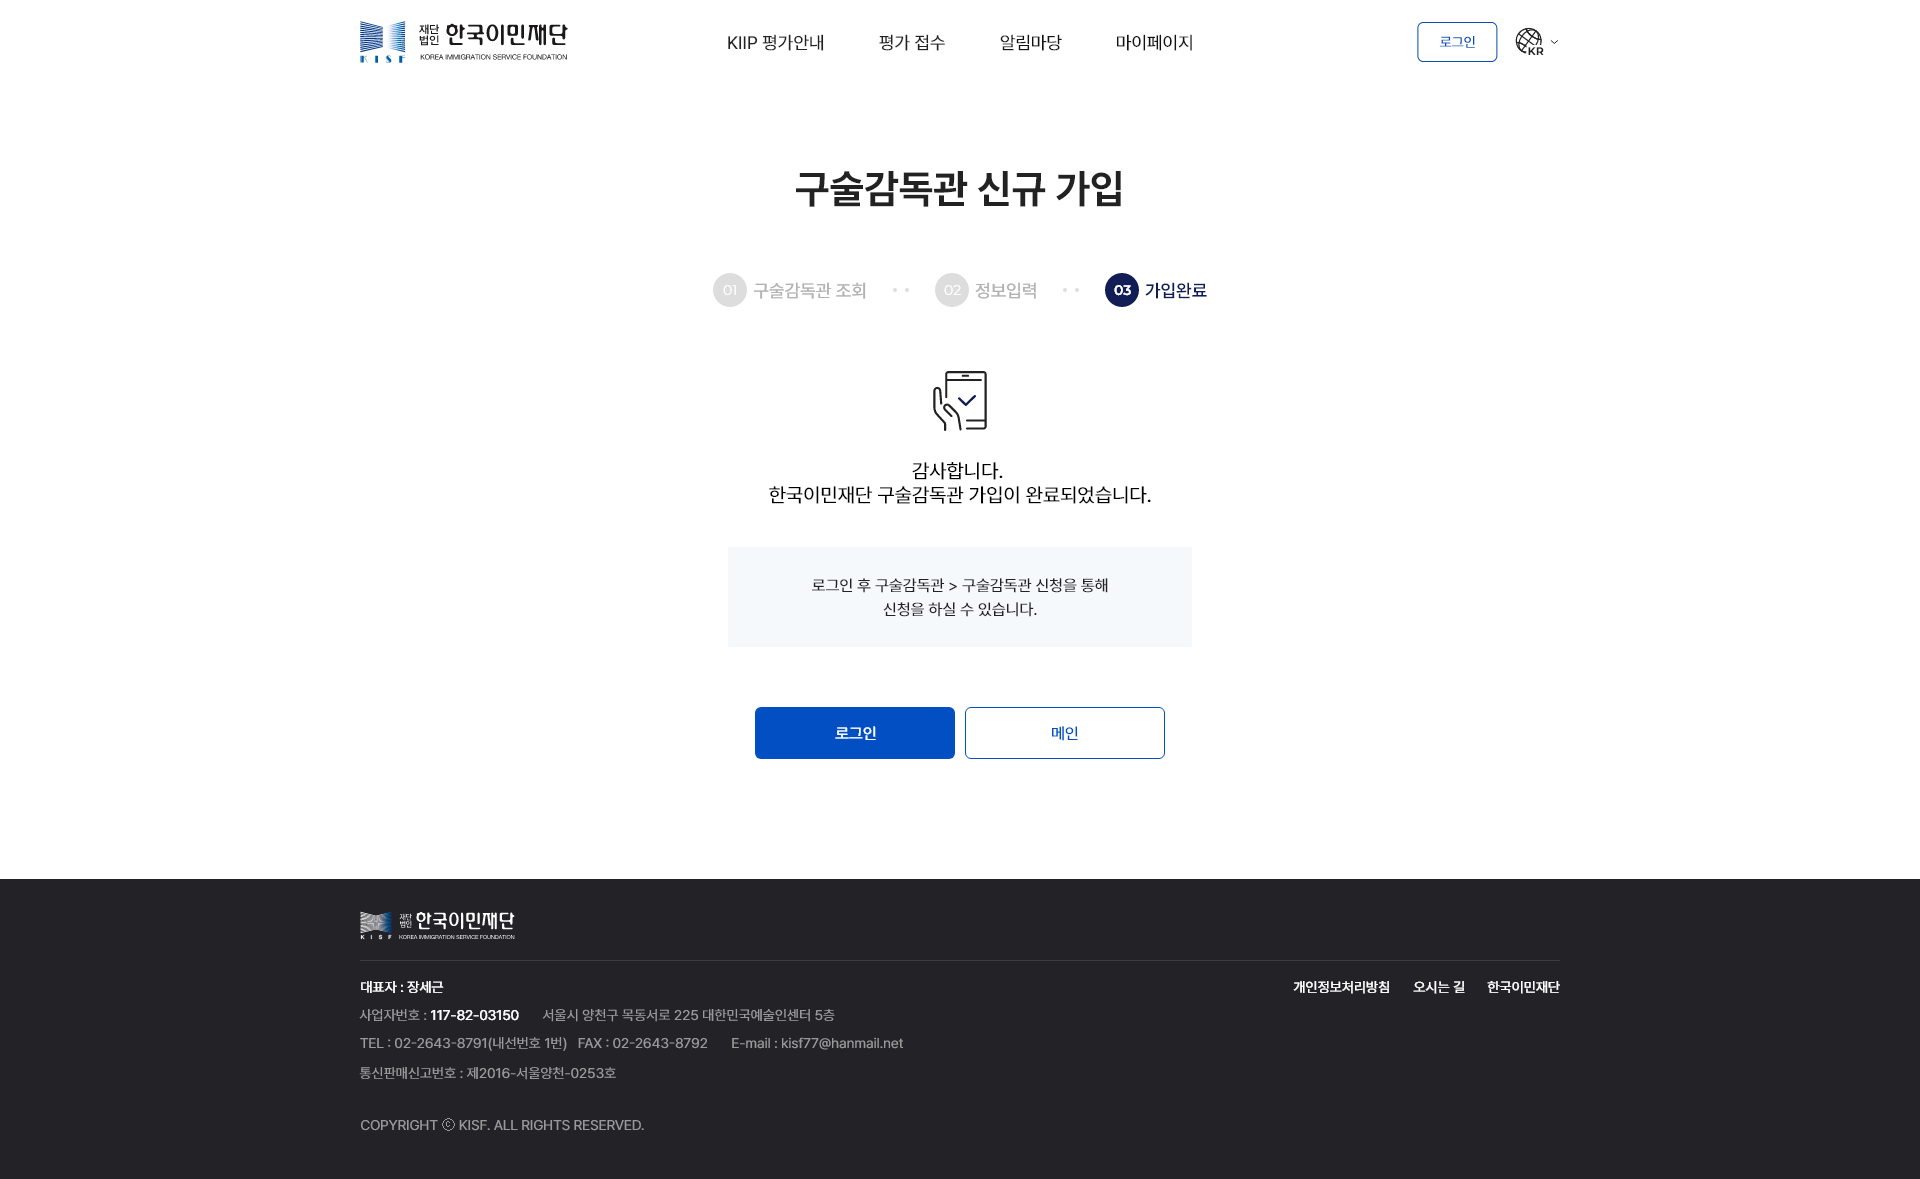 재단
법인 한국이민재단
KOREA IMMIGRATION SERVICE FOUNDATION
KISF
KIIP 평가안내 평가 접수 알림마당 마이페이지
로그인 KR
구술감독관 신규 가입
01 구술감독관 조회 02 정보입력 03 가입완료
감사합니다.
한국이민재단 구술감독관 가입이 완료되었습니다.
로그인 후 구술감독관 > 구술감독관 신청을 통해
신청을 하실 수 있습니다.
로그인 메인
재단
법인 한국이민재단
KISF KOREA IMMIGRATION SERVICE FOUNDATION
대표자 : 장세근 개인정보처리방침 오시는 길 한국이민재단
사업자번호 : 117-82-03150 서울시 양천구 목동서로 225 대한민국예술인센터 5층
TEL : 02-2643-8791(내선번호 1번) FAX : 02-2643-8792 E-mail : kisf77@hanmail.net
통신판매신고번호 : 제2016-서울양천-0253호
COPYRIGHT ⓒ KISF. ALL RIGHTS RESERVED.